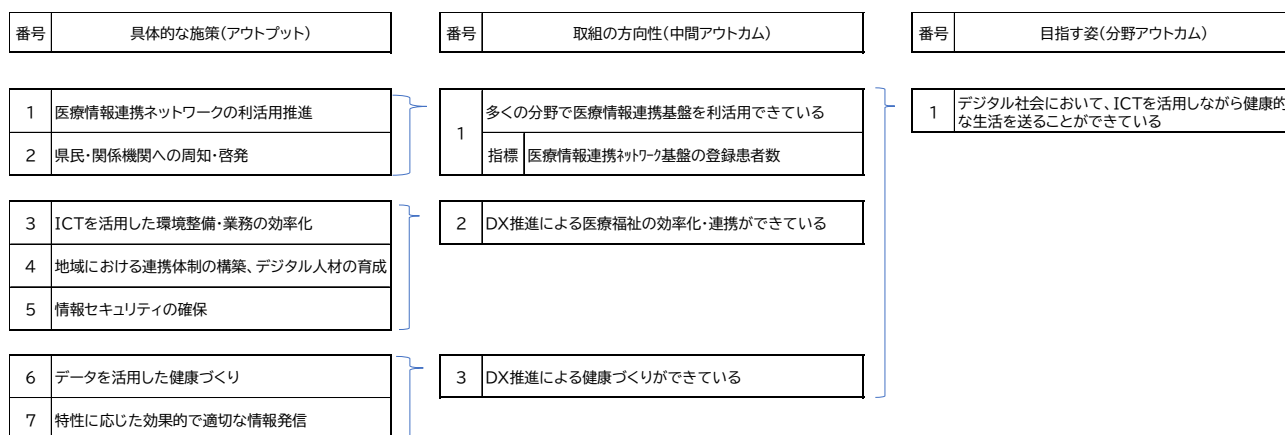 番号 具体的な施策(アウトプット) 番号 取組の方向性(中間アウトカム) 番号 目指す姿(分野アウトカム)
1 医療情報連携ネットワークの利活用推進
2 県民・関係機関への周知・啓発
1 多くの分野で医療情報連携基盤を利活用できている
指標 医療情報連携ﾈｯﾄﾜｰｸ基盤の登録患者数
1 デジタル社会において、ICTを活用しながら健康的
な生活を送ることができている
3 ICTを活用した環境整備・業務の効率化
4 地域における連携体制の構築、デジタル人材の育成
5 情報セキュリティの確保
2 DX推進による医療福祉の効率化・連携ができている
6 データを活用した健康づくり
7 特性に応じた効果的で適切な情報発信
3 DX推進による健康づくりができている